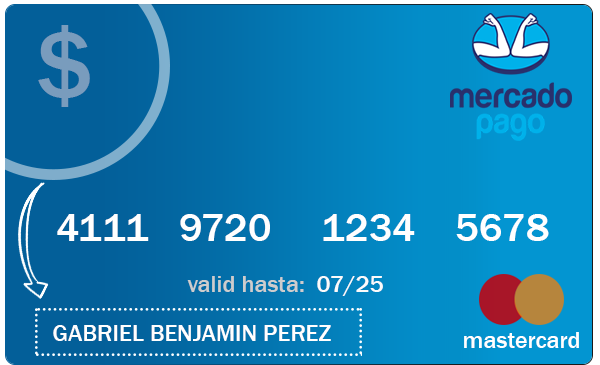 $
mercado
pago
4111 9720 1234 5678
valid hasta: 07/25
GABRIEL BENJAMIN PEREZ
mastercard